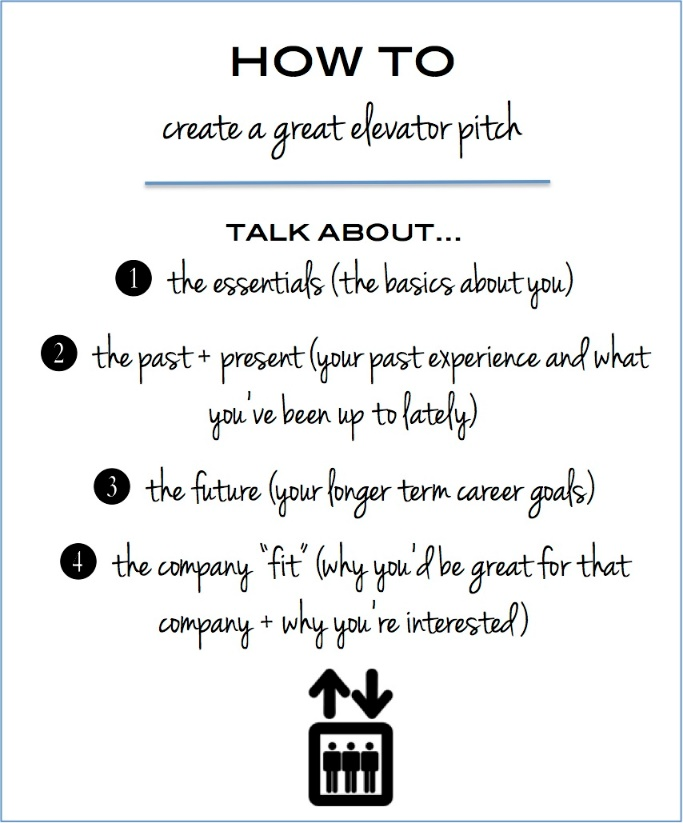 HOW TO
create a great elevator pitch
TALK ABOUT...
1 the essentials (the basics about you)
2 the past + present (your past experience and what
you've been up to lately)
3 the future (your longer term career goals)
4 the company "fit" (why you'd be great for that
company + why you're interested)